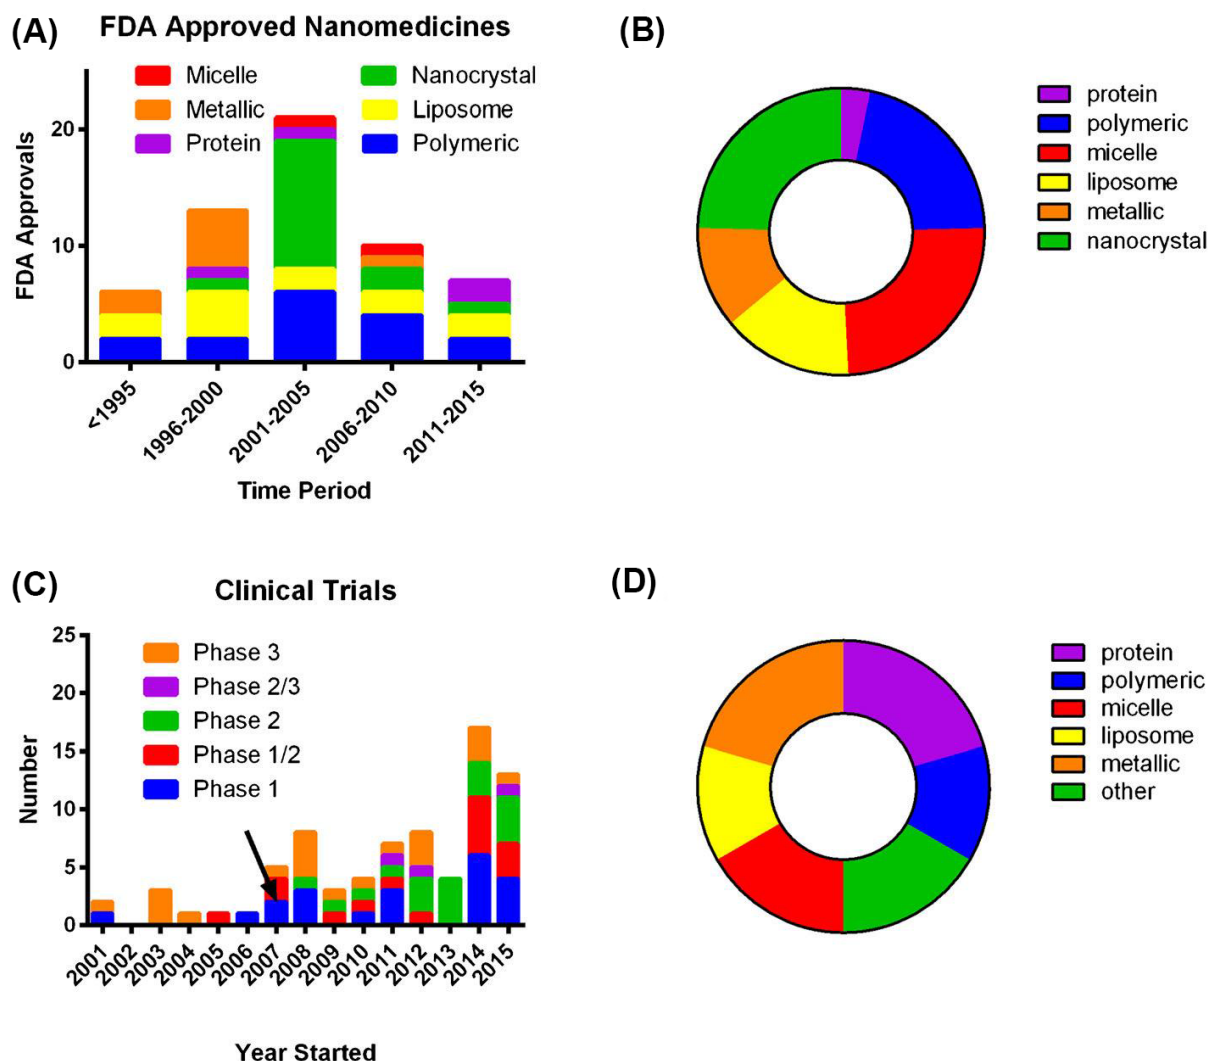 (A)
FDA Approved Nanomedicines
Micelle
Metallic
Protein
Nanocrystal
Liposome
Polymeric
FDA Approvals
20
10
0
<1995
1996-2000
2001-2005
2006-2010
2011-2015
Time Period
(B)
protein
polymeric
micelle
liposome
metallic
nanocrystal
(C)
Clinical Trials
Phase 3
Phase 2/3
Phase 2
Phase 1/2
Phase 1
Number
25
20
15
10
5
0
2001
2002
2003
2004
2005
2006
2007
2008
2009
2010
2011
2012
2013
2014
2015
Year Started
(D)
protein
polymeric
micelle
liposome
metallic
other